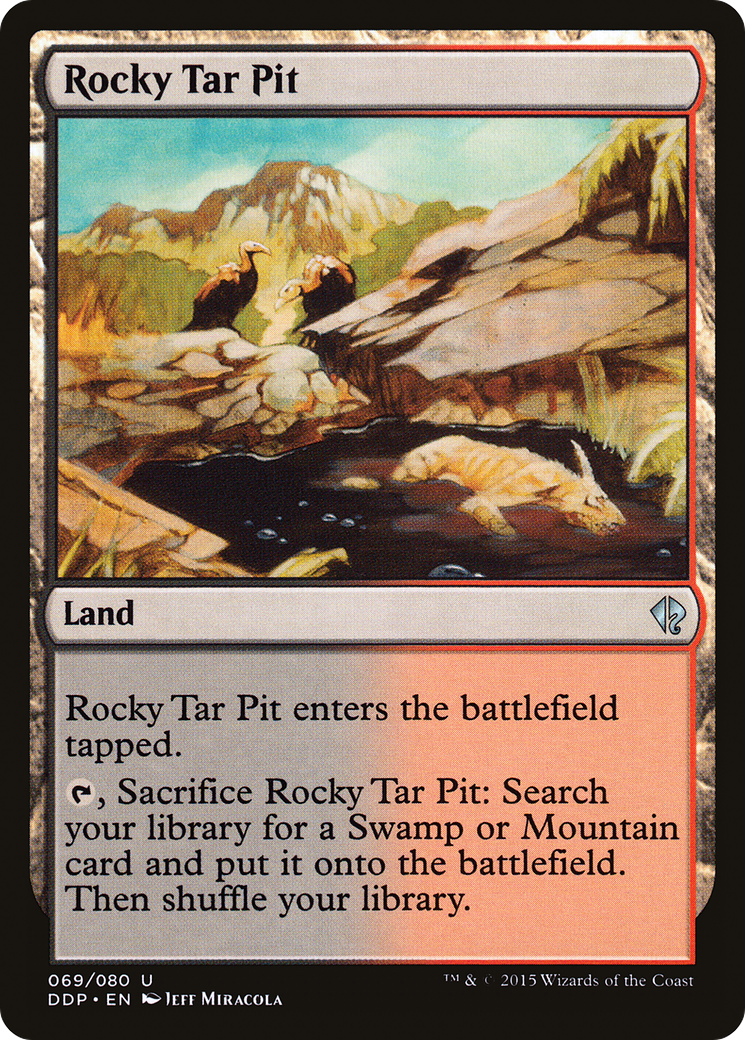 Rocky Tar Pit
Land
Rocky Tar Pit enters the battlefield
tapped.
, Sacrifice Rocky Tar Pit: Search
your library for a Swamp or Mountain
card and put it onto the battlefield.
Then shuffle your library.
069/080 U
DDP • EN Jeff Miracola
™ & © 2015 Wizards of the Coast